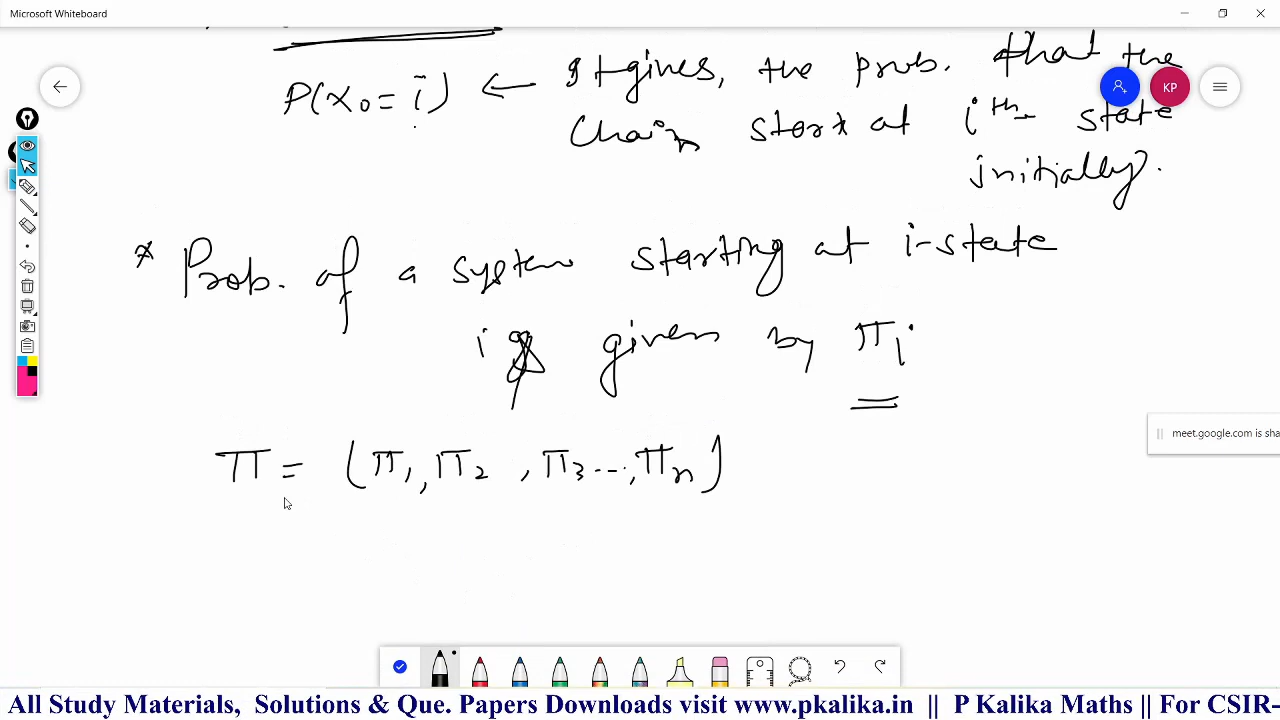 Microsoft Whiteboard
P(X0 = i) ← It gives, the prob. that the
chain start at ith state
initially.
KP
* Prob. of a system starting at i-state
is given by πi
meet.google.com is sha
π = (π1, π2, π3 ..., πn)
All Study Materials, Solutions & Que. Papers Downloads visit www.pkalika.in || P Kalika Maths || For CSIR-